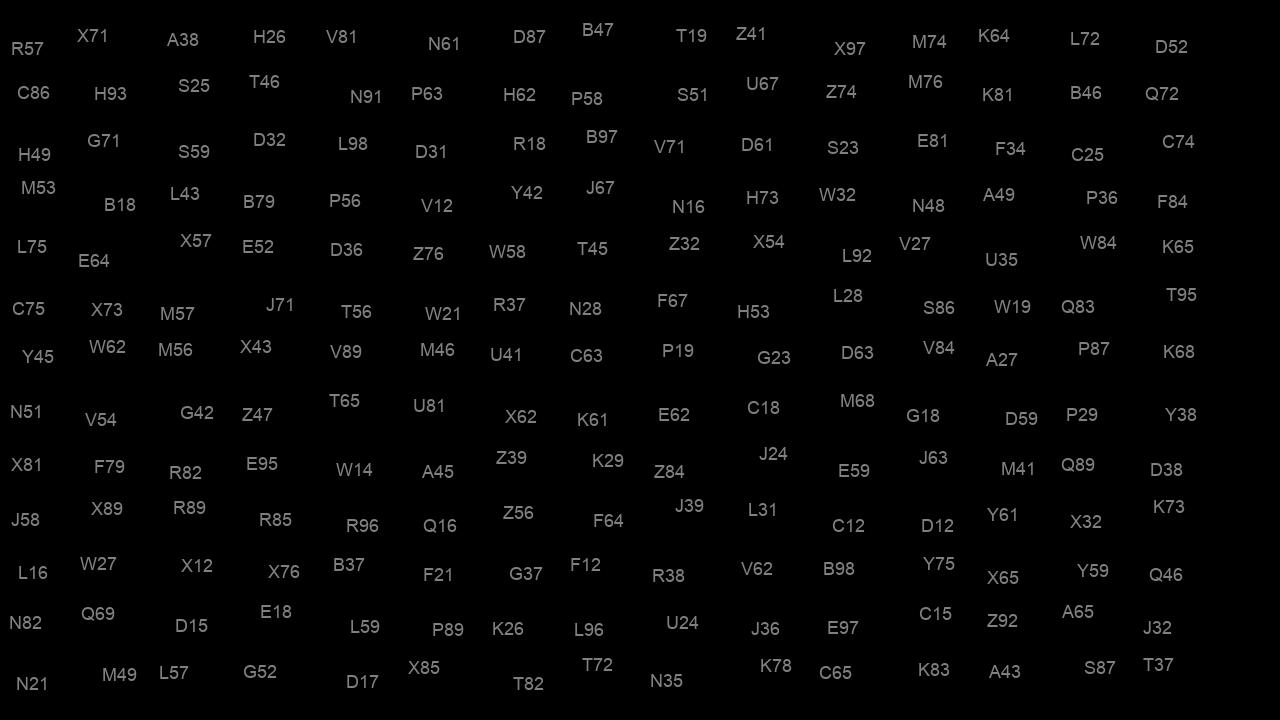 R57 X71 A38 H26 V81 N61 D87 B47 T19 Z41 X97 M74 K64 L72 D52
C86 H93 S25 T46 N91 P63 H62 P58 S51 U67 Z74 M76 K81 B46 Q72
H49 G71 S59 D32 L98 D31 R18 B97 V71 D61 S23 E81 F34 C25 C74
M53 B18 L43 B79 P56 V12 Y42 J67 N16 H73 W32 N48 A49 P36 F84
L75 E64 X57 E52 D36 Z76 W58 T45 Z32 X54 L92 V27 U35 W84 K65
C75 X73 M57 J71 T56 W21 R37 N28 F67 H53 L28 S86 W19 Q83 T95
Y45 W62 M56 X43 V89 M46 U41 C63 P19 G23 D63 V84 A27 P87 K68
N51 V54 G42 Z47 T65 U81 X62 K61 E62 C18 M68 G18 D59 P29 Y38
X81 F79 R82 E95 W14 A45 Z39 K29 Z84 J24 E59 J63 M41 Q89 D38
J58 X89 R89 R85 R96 Q16 Z56 F64 J39 L31 C12 D12 Y61 X32 K73
L16 W27 X12 X76 B37 F21 G37 F12 R38 V62 B98 Y75 X65 Y59 Q46
N82 Q69 D15 E18 L59 P89 K26 L96 U24 J36 E97 C15 Z92 A65 J32
N21 M49 L57 G52 D17 X85 T82 T72 N35 K78 C65 K83 A43 S87 T37